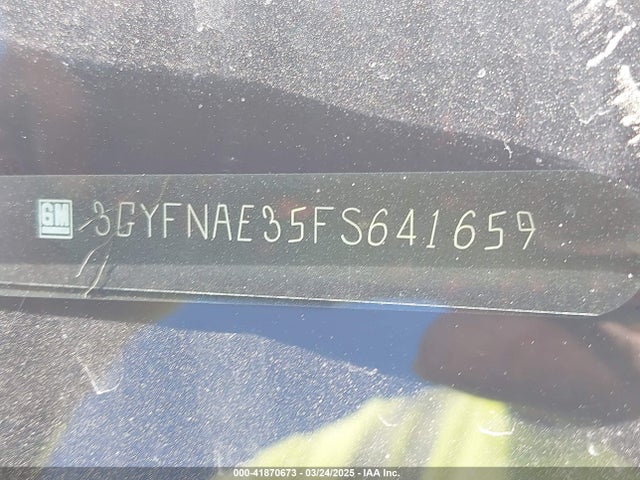 GM 3GYFNAE35FS641659
000-41870673 - 03/24/2025 - IAA Inc.